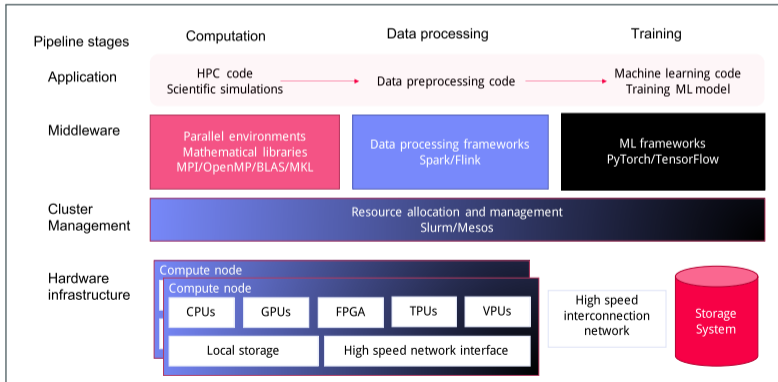 Pipeline stages
Computation
Data processing
Training
Application
HPC code
Scientific simulations
Data preprocessing code
Machine learning code
Training ML model
Middleware
Parallel environments
Mathematical libraries
MPI/OpenMP/BLAS/MKL
Data processing frameworks
Spark/Flink
ML frameworks
PyTorch/TensorFlow
Cluster
Management
Resource allocation and management
Slurm/Mesos
Hardware
infrastructure
Compute node
Compute node
CPUs
GPUs
FPGA
TPUs
VPUs
Local storage
High speed network interface
High speed
interconnection
network
Storage
System